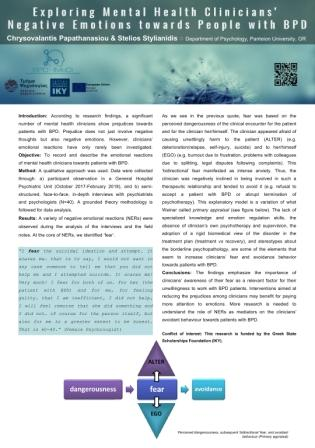 Exploring Mental Health Clinicians'
Negative Emotions towards People with BPD
Chrysovalantis Papathanasiou & Stelios Stylianidis Department of Psychology, Panteion University, GR
Τμήμα
Ψυχολογίας
ΙΚΥ
Introduction: According to research findings, a significant
number of mental health clinicians show prejudices towards
patients with BPD. Prejudice does not just involve negative
thoughts but also negative emotions. However, clinicians'
emotional reactions have only rarely been investigated.
Objective: To record and describe the emotional reactions
of mental health clinicians towards patients with BPD.
Method: A qualitative approach was used. Data were collected
through: a) participant observation in a General Hospital
Psychiatric Unit (October 2017-February 2018), and b) semi-
structured, face-to-face, in-depth interviews with psychiatrists
and psychologists (N=40). A grounded theory methodology is
followed for data analysis.
Results: A variety of negative emotional reactions (NERs) were
observed during the analysis of the interviews and the field
notes. At the core of NERs, we identified 'fear'.
"I fear the suicidal ideation and attempt. It
scares me; that is to say, I would not want in
any case someone to tell me that you did not
help me and I attempted suicide. It scares me!
Very much! I fear for both of us, for her [the
patient with BPD] and for me, for feeling
guilty, that I am inefficient, I did not help,
I will feel remorse that she did something and
I did not, of course for the person itself, but
also for me to a greater extent to be honest.
That is all." (Female Psychologist)
As we see in the previous quote, fear was based on the
perceived dangerousness of the clinical encounter for the patient
and for the clinician her/himself. The clinician appeared afraid of
causing unwillingly harm to the patient (ALTER) (e.g.
deterioration/relapse, self-injury, suicide) and to her/himself
(EGO) (e.g. burnout due to frustration, problems with colleagues
due to splitting, legal disputes following complaints). This
'bidirectional' fear manifested as intense anxiety. Thus, the
clinician was negatively inclined to being involved in such a
therapeutic relationship and tended to avoid it (e.g. refusal to
accept a patient with BPD or abrupt termination of
psychotherapy). This explanatory model is a variation of what
Weiner called primary appraisal (see figure below). The lack of
specialised knowledge and emotion regulation skills, the
absence of clinician's own psychotherapy and supervision, the
adoption of a rigid biomedical view of the disorder in the
treatment plan (treatment vs recovery), and stereotypes about
the borderline psychopathology, are some of the elements that
seem to increase clinicians' fear and avoidance behavior
towards patients with BPD.
Conclusions: The findings emphasize the importance of
clinicians' awareness of their fear as a relevant factor for their
unwillingness to work with BPD patients. Interventions aimed at
reducing the prejudices among clinicians may benefit for paying
more attention to emotions. More research is needed to
understand the role of NERs as mediators on the clinicians'
avoidant behaviour towards patients with BPD.
Conflict of interest: This research is funded by the Greek State
Scholarships Foundation (IKY).
ALTER
dangerousness
fear
avoidance
EGO
Perceived dangerousness, subsequent 'bidirectional' fear, and avoidant
behaviour (Primary appraisal)